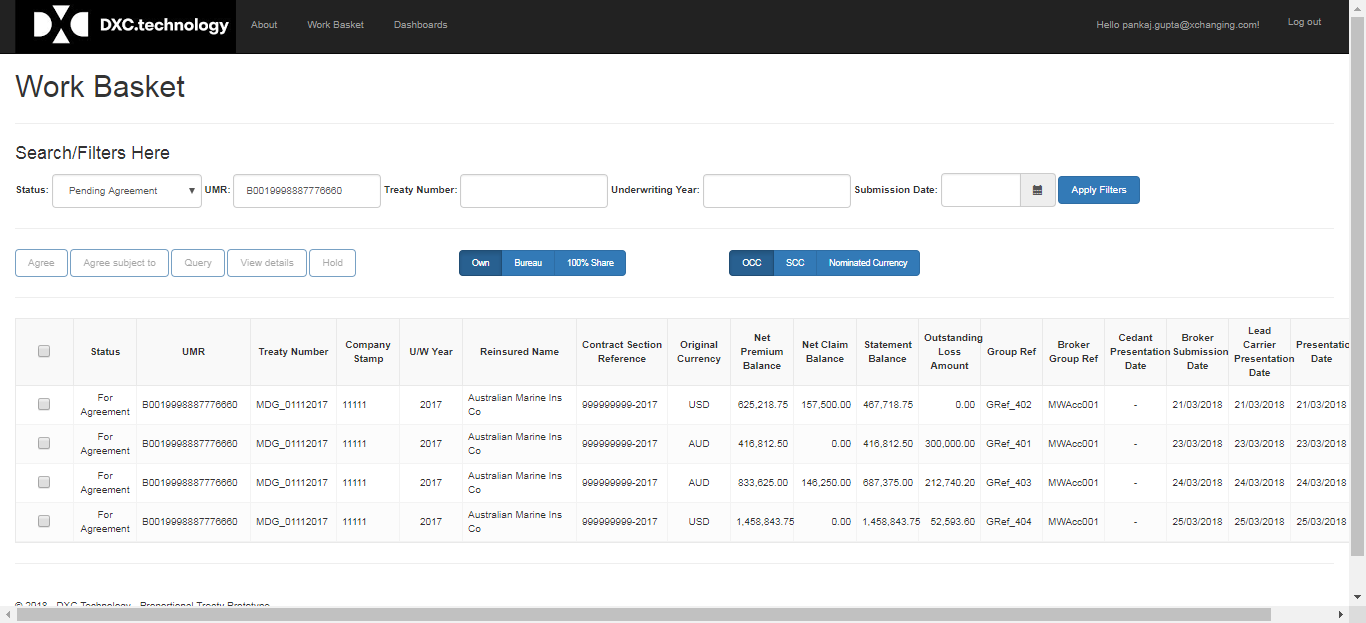 DXC.technology About Work Basket Dashboards Hello pankaj.gupta@xchanging.com! Log out
Work Basket
Search/Filters Here
Status: Pending Agreement UMR: B0019998887776660 Treaty Number: Underwriting Year: Submission Date: Apply Filters
Agree Agree subject to Query View details Hold Own Bureau 100% Share OCC SCC Nominated Currency
Status UMR Treaty Number Company Stamp U/W Year Reinsured Name Contract Section Reference Original Currency Net Premium Balance Net Claim Balance Statement Balance Outstanding Loss Amount Group Ref Broker Group Ref Cedant Presentation Date Broker Submission Date Lead Carrier Presentation Date Presentatic Date
For Agreement B0019998887776660 MDG_01112017 11111 2017 Australian Marine Ins Co 999999999-2017 USD 625,218.75 157,500.00 467,718.75 0.00 GRef_402 MWAcc001 - 21/03/2018 21/03/2018 21/03/2018
For Agreement B0019998887776660 MDG_01112017 11111 2017 Australian Marine Ins Co 999999999-2017 AUD 416,812.50 0.00 416,812.50 300,000.00 GRef_401 MWAcc001 - 23/03/2018 23/03/2018 23/03/2018
For Agreement B0019998887776660 MDG_01112017 11111 2017 Australian Marine Ins Co 999999999-2017 AUD 833,625.00 146,250.00 687,375.00 212,740.20 GRef_403 MWAcc001 - 24/03/2018 24/03/2018 24/03/2018
For Agreement B0019998887776660 MDG_01112017 11111 2017 Australian Marine Ins Co 999999999-2017 USD 1,458,843.75 0.00 1,458,843.75 52,593.60 GRef_404 MWAcc001 - 25/03/2018 25/03/2018 25/03/2018
© 2018 - DXC Technology - Proportional Treaty Prototype